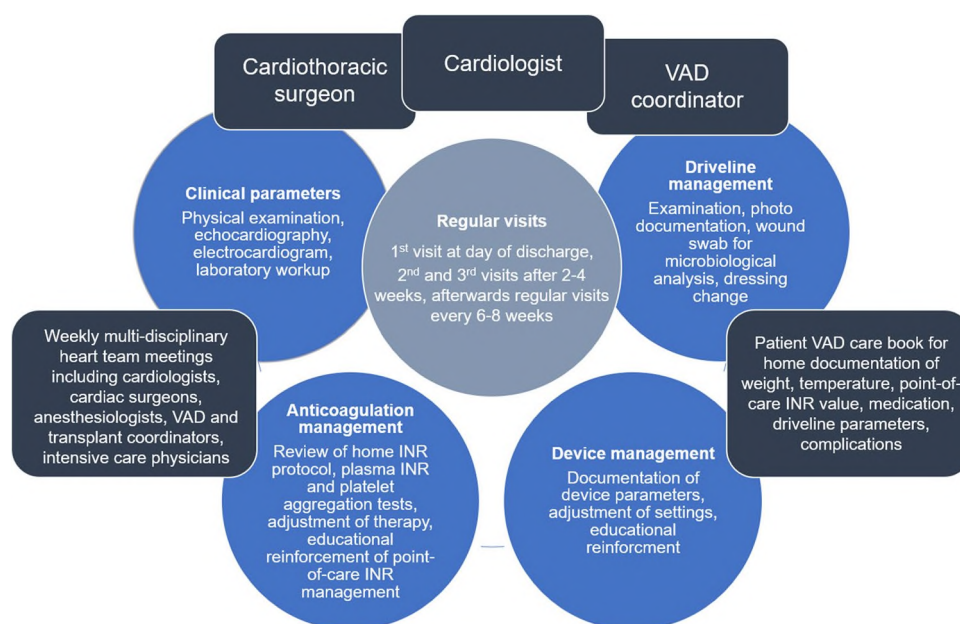 Cardiothoracic
surgeon
Cardiologist
VAD
coordinator
Clinical parameters
Physical examination,
echocardiography,
electrocardiogram,
laboratory workup
Regular visits
1st visit at day of discharge,
2nd and 3rd visits after 2-4
weeks, afterwards regular visits
every 6-8 weeks
Driveline
management
Examination, photo
documentation, wound
swab for
microbiological
analysis, dressing
change
Weekly multi-disciplinary
heart team meetings
including cardiologists,
cardiac surgeons,
anesthesiologists, VAD and
transplant coordinators,
intensive care physicians
Patient VAD care book for
home documentation of
weight, temperature, point-of-
care INR value, medication,
driveline parameters,
complications
Anticoagulation
management
Review of home INR
protocol, plasma INR
and platelet
aggregation tests,
adjustment of therapy,
educational
reinforcement of point-
of-care INR
management
Device management
Documentation of
device parameters,
adjustment of settings,
educational
reinforcment